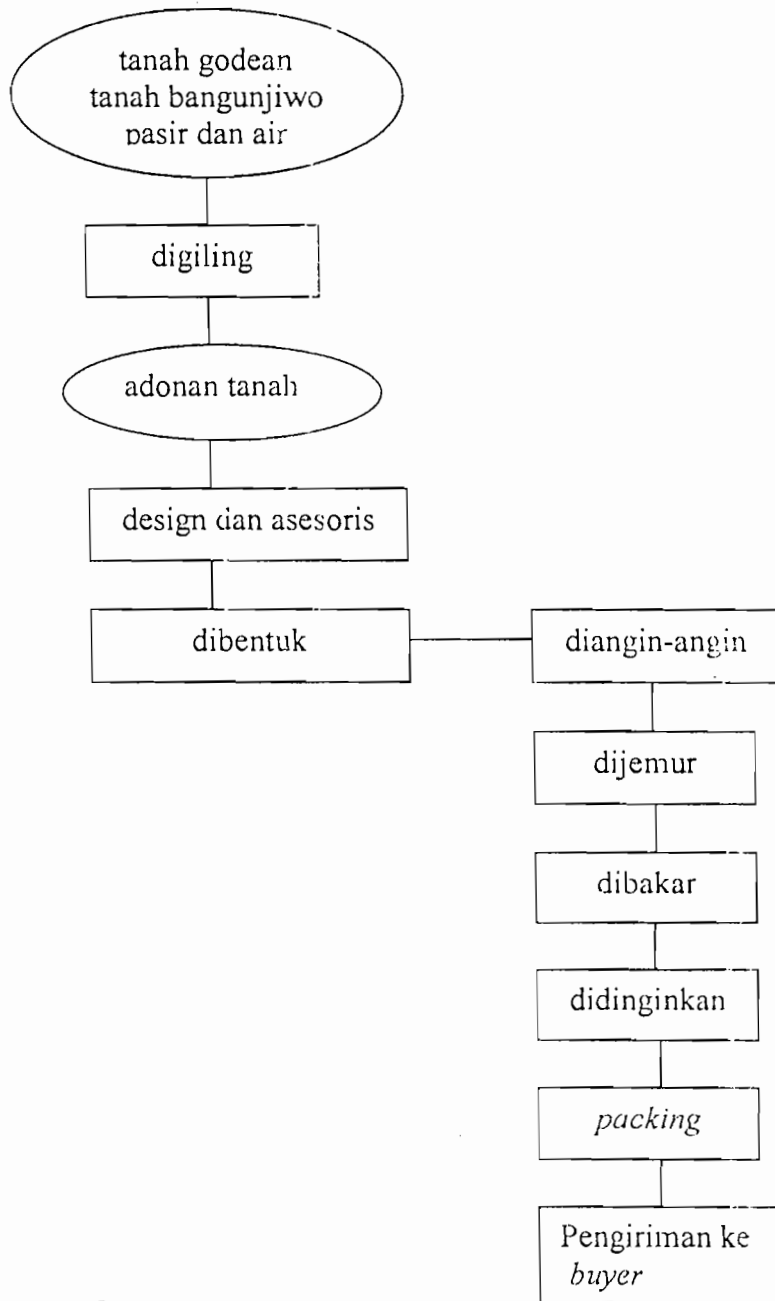 tanah godean
tanah bangunjiwo
pasir dan air
digiling
adonan tanah
design dan asesoris
dibentuk
diangin-angin
dijemur
dibakar
didinginkan
packing
Pengiriman ke
buyer